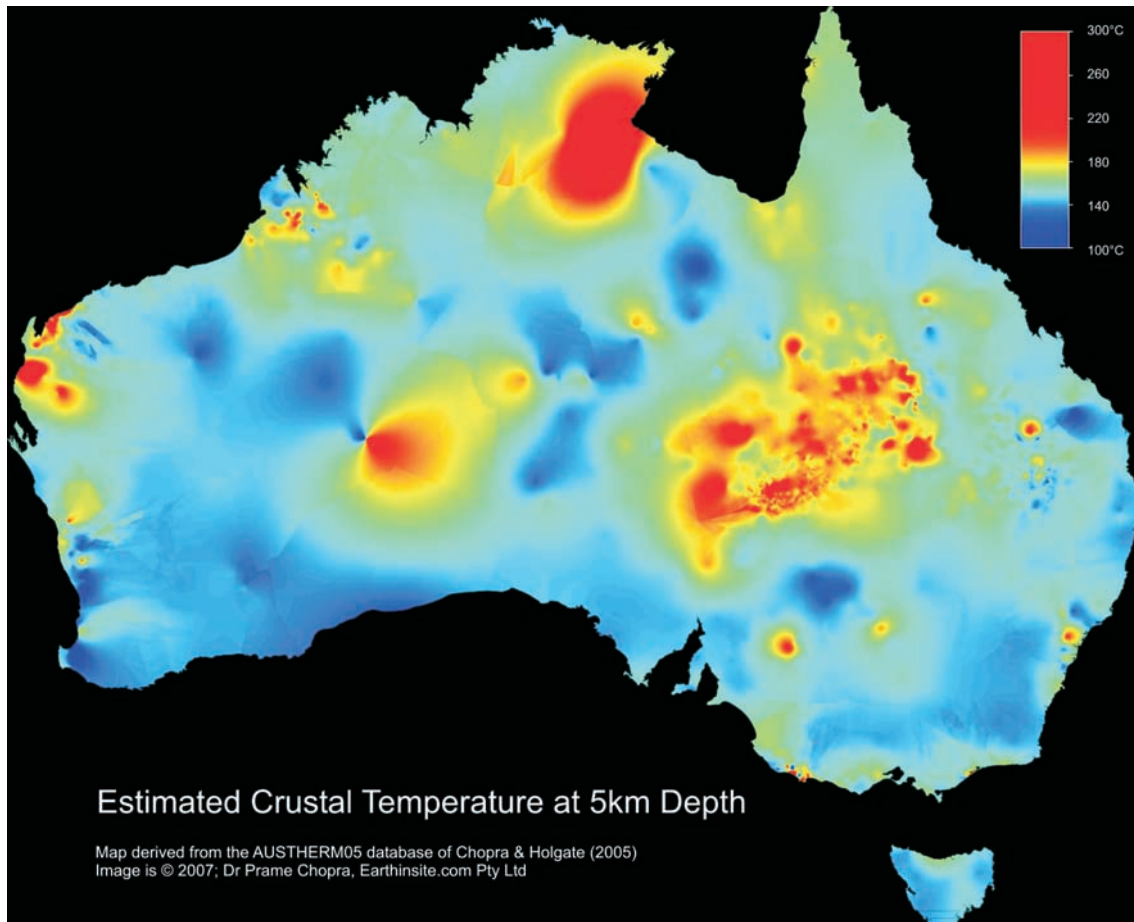 300°C
260
220
180
140
100°C
Estimated Crustal Temperature at 5km Depth
Map derived from the AUSTHERM05 database of Chopra & Holgate (2005)
Image is © 2007; Dr Prame Chopra, Earthinsite.com Pty Ltd